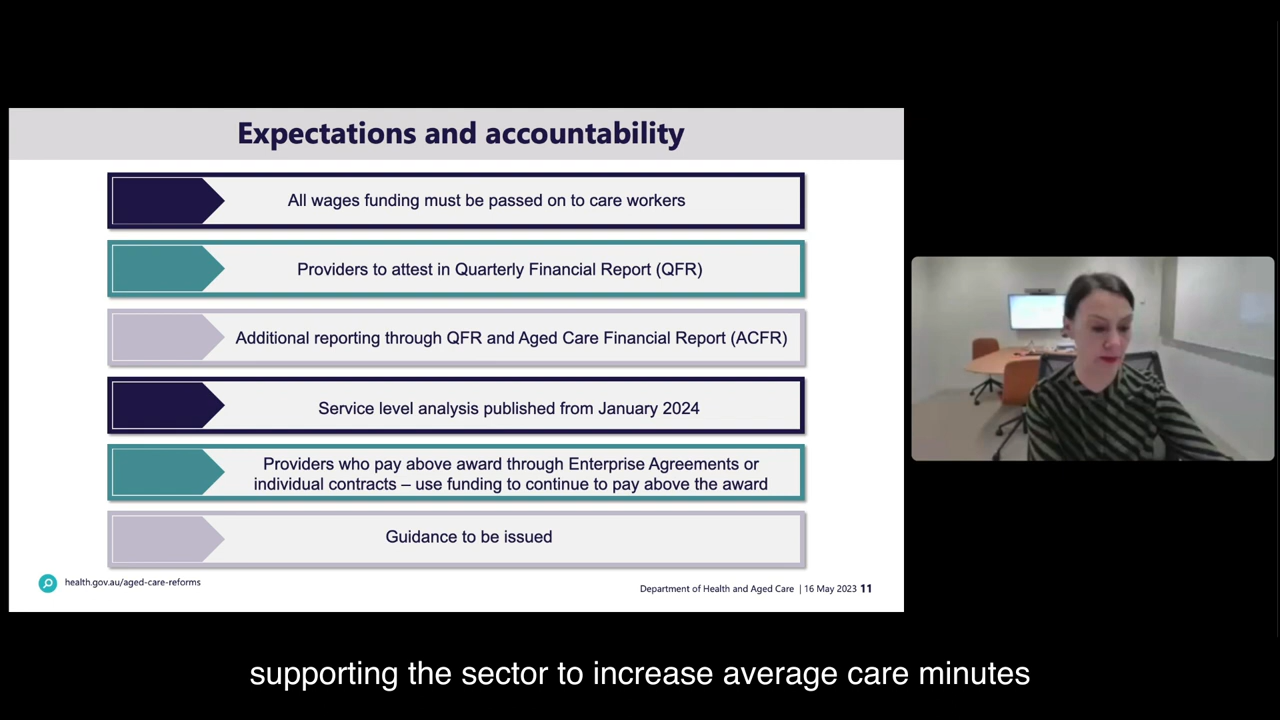 Expectations and accountability
All wages funding must be passed on to care workers
Providers to attest in Quarterly Financial Report (QFR)
Additional reporting through QFR and Aged Care Financial Report (ACFR)
Service level analysis published from January 2024
Providers who pay above award through Enterprise Agreements or
individual contracts – use funding to continue to pay above the award
Guidance to be issued
health.gov.au/aged-care-reforms
Department of Health and Aged Care | 16 May 2023 11
supporting the sector to increase average care minutes